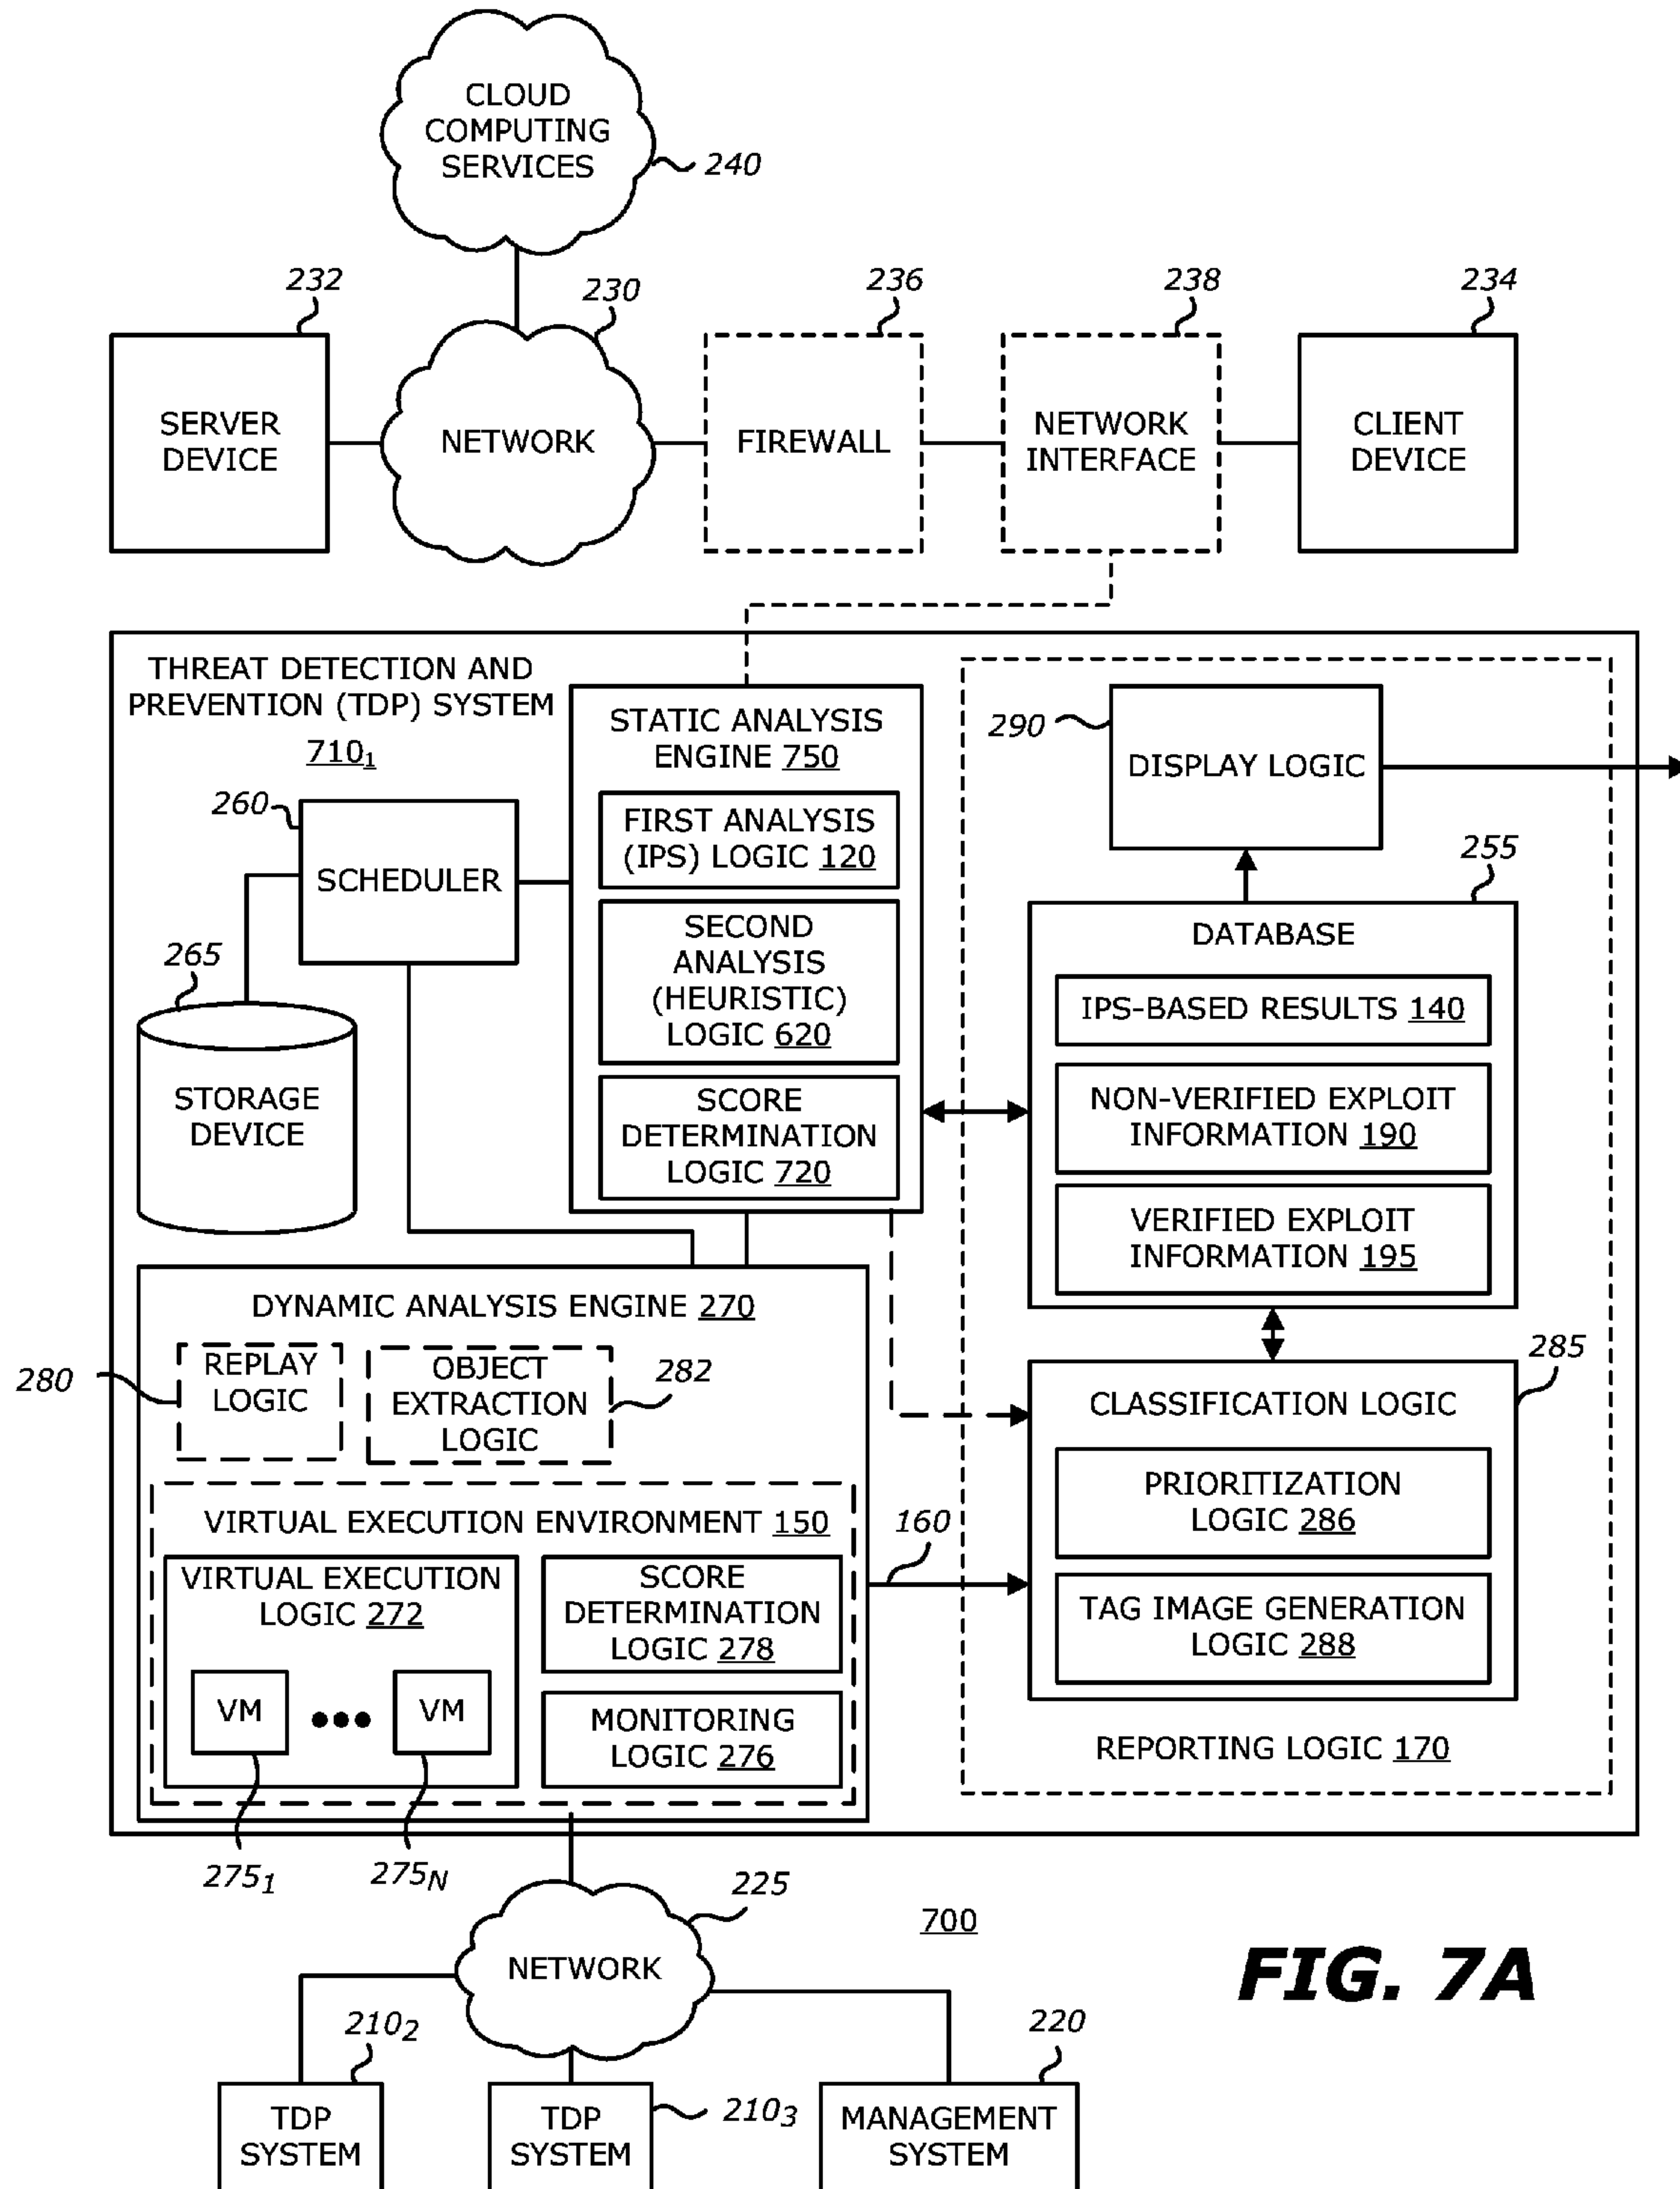 CLOUD
COMPUTING
SERVICES
240
232
230
236
238
234
SERVER
DEVICE
NETWORK
FIREWALL
NETWORK
INTERFACE
CLIENT
DEVICE
THREAT DETECTION AND
PREVENTION (TDP) SYSTEM
710₁
STATIC ANALYSIS
ENGINE 750
FIRST ANALYSIS
(IPS) LOGIC 120
SECOND
ANALYSIS
(HEURISTIC)
LOGIC 620
SCORE
DETERMINATION
LOGIC 720
260
SCHEDULER
265
STORAGE
DEVICE
290
DISPLAY LOGIC
255
DATABASE
IPS-BASED RESULTS 140
NON-VERIFIED EXPLOIT
INFORMATION 190
VERIFIED EXPLOIT
INFORMATION 195
DYNAMIC ANALYSIS ENGINE 270
280
REPLAY
LOGIC
OBJECT
EXTRACTION
LOGIC
282
VIRTUAL EXECUTION ENVIRONMENT 150
VIRTUAL EXECUTION
LOGIC 272
VM
VM
SCORE
DETERMINATION
LOGIC 278
MONITORING
LOGIC 276
160
285
CLASSIFICATION LOGIC
PRIORITIZATION
LOGIC 286
TAG IMAGE GENERATION
LOGIC 288
REPORTING LOGIC 170
275₁
275N
225
NETWORK
700
FIG. 7A
210₂
TDP
SYSTEM
210₃
TDP
SYSTEM
220
MANAGEMENT
SYSTEM